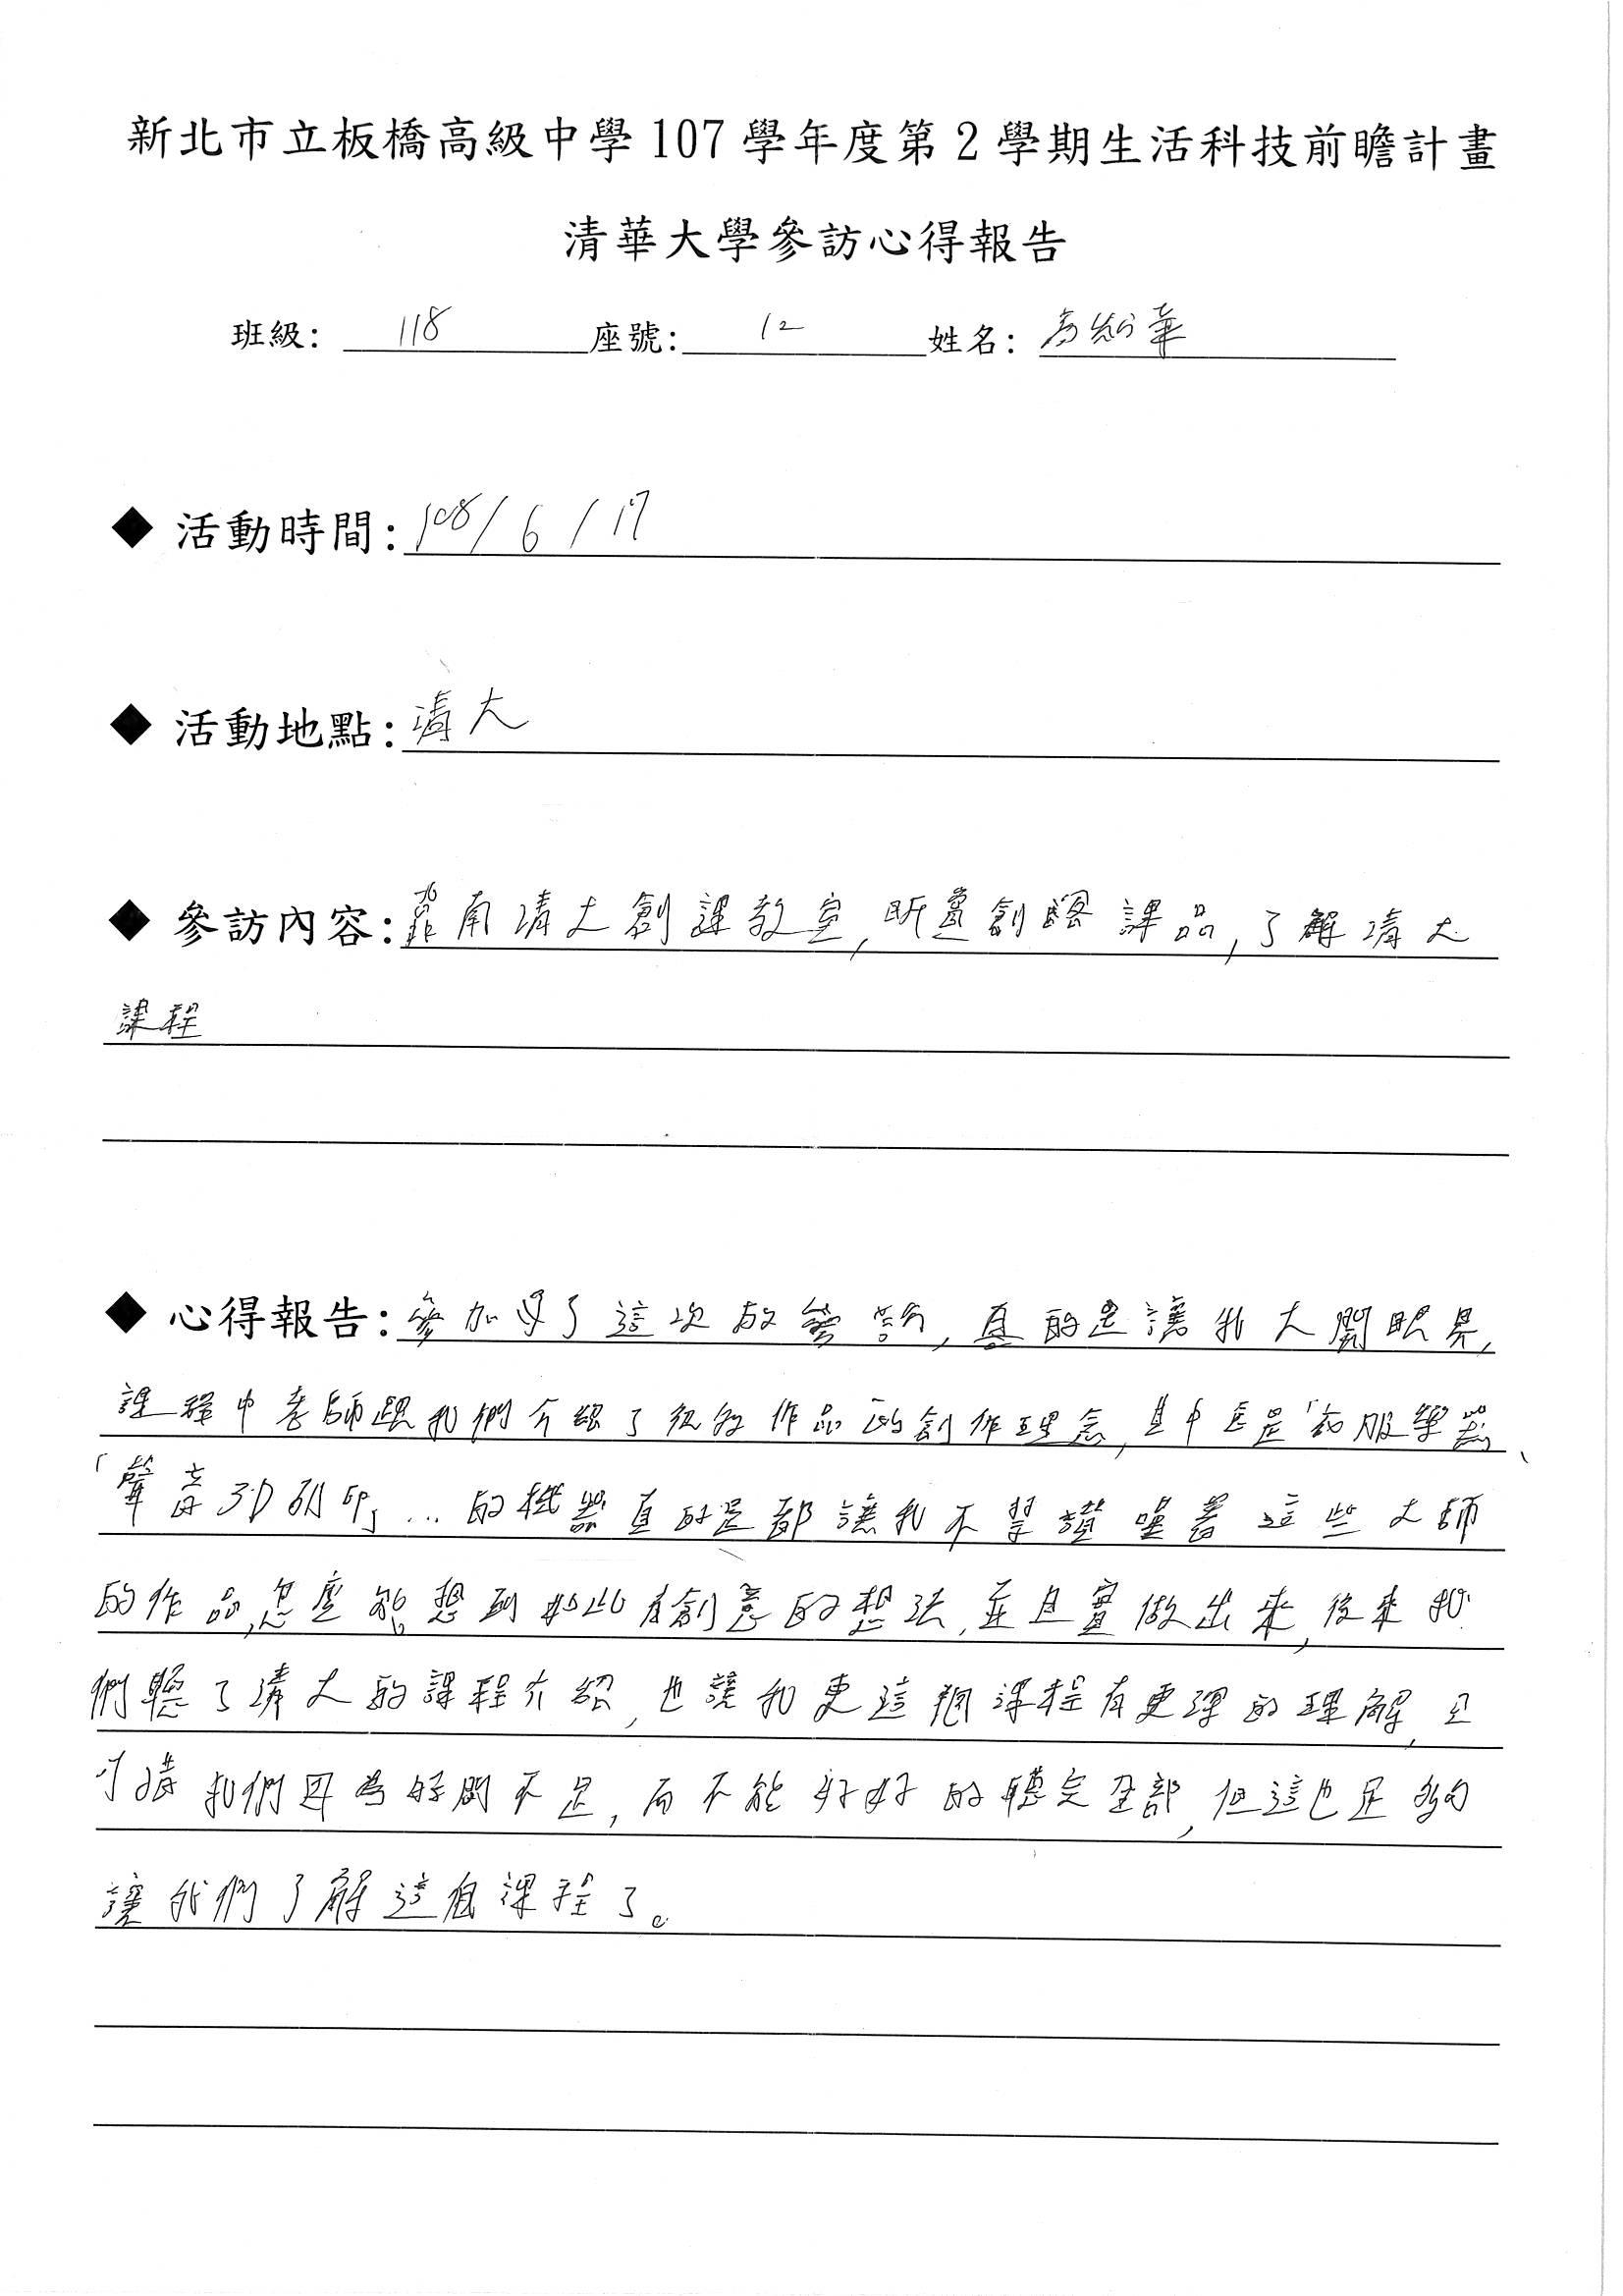 新北市立板橋高級中學107學年度第2學期生活科技前瞻計畫
清華大學參訪心得報告
班級：118 座號：12 姓名：華
◆ 活動時間：108/6/17
◆ 活動地點：清大
◆ 參訪內容：南清大創課教室，創課品，了解清大
課程
◆ 心得報告：參加了這次的參訪，真的是讓我大開眼界，
課程中老師跟我們介紹了很多作品的創作理念，其中是「服學器、
「聲音3D列印」…的機器真的是都讓我不禁讚嘆著這些大師
的作品，怎麼能想到如此有創意的想法，並且實做出來，後來我
們聽了清大的課程介紹，也讓我更這個課程有更深的理解，只
可惜我們因為時間不足，而不能好好的聽完全部，但這也足夠
讓我們了解這個課程了。